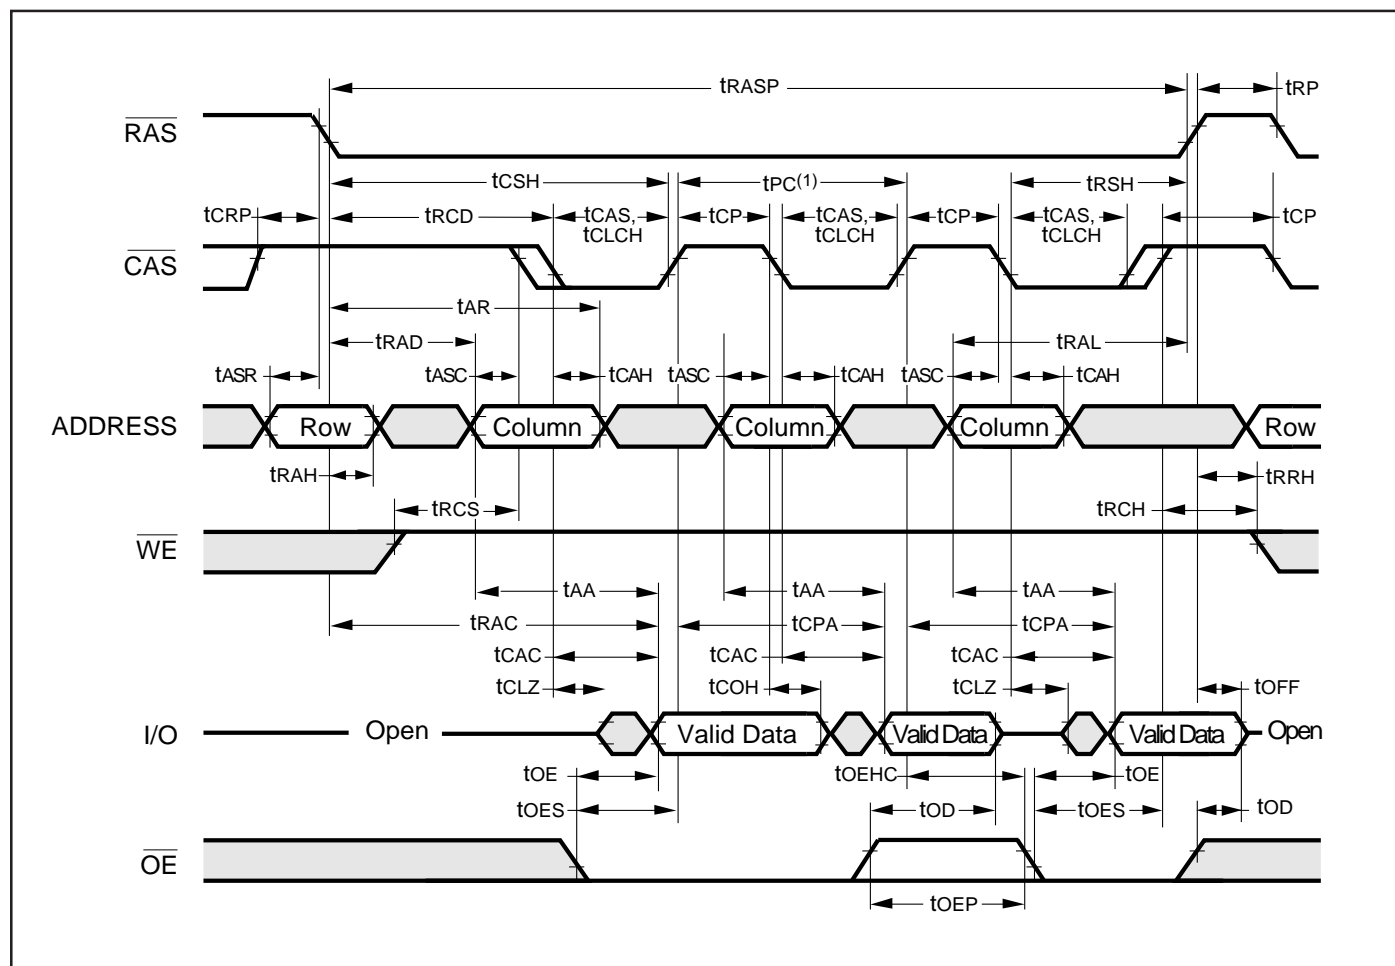 tRASP tRP
RAS
tCSH tPC(1) tRSH
tCRP tRCD tCAS, tCP tCAS, tCP tCAS, tCP
tCLCH tCLCH tCLCH
CAS
tAR
tRAD tRAL
tASR tASC tCAH tASC tCAH tASC tCAH
ADDRESS Row Column Column Column Row
tRAH tRRH
tRCS tRCH
WE
tAA tAA tAA
tRAC tCPA tCPA
tCAC tCAC tCAC
tCLZ tCOH tCLZ tOFF
I/O Open Valid Data Valid Data Valid Data Open
tOE tOEHC tOE
tOES tOD tOES tOD
OE
tOEP